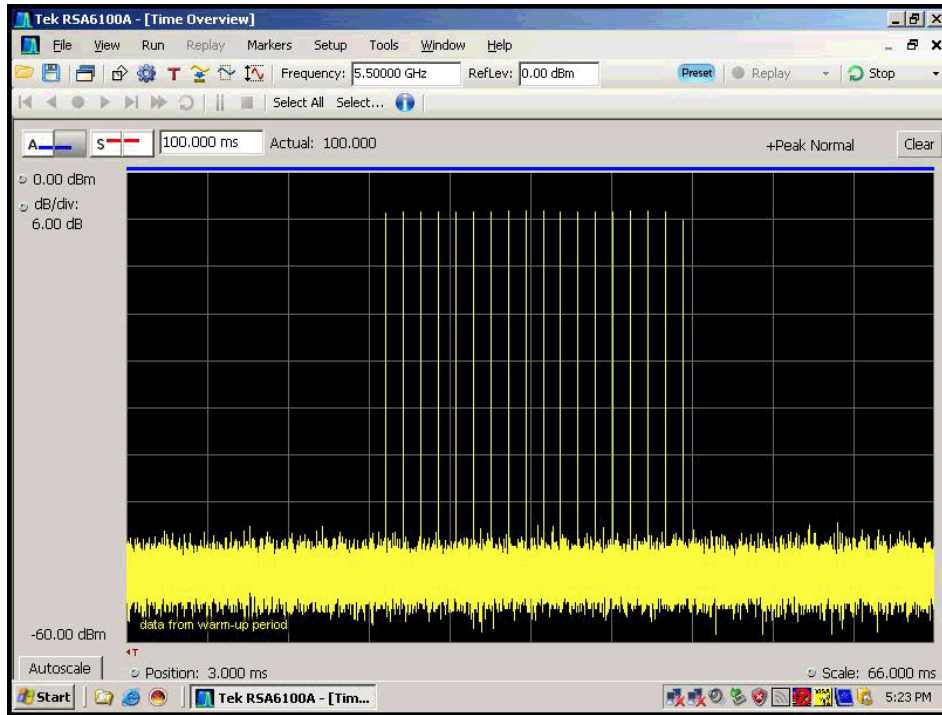 Tek RSA6100A - [Time Overview]
File View Run Replay Markers Setup Tools Window Help
Frequency: 5.50000 GHz RefLev: 0.00 dBm Preset Replay Stop
Select All Select...
A S 100.000 ms Actual: 100.000 +Peak Normal Clear
0.00 dBm
dB/div:
6.00 dB
-60.00 dBm
data from warm-up period
T
Autoscale Position: 3.000 ms Scale: 66.000 ms
Start Tek RSA6100A - [Tim... 5:23 PM